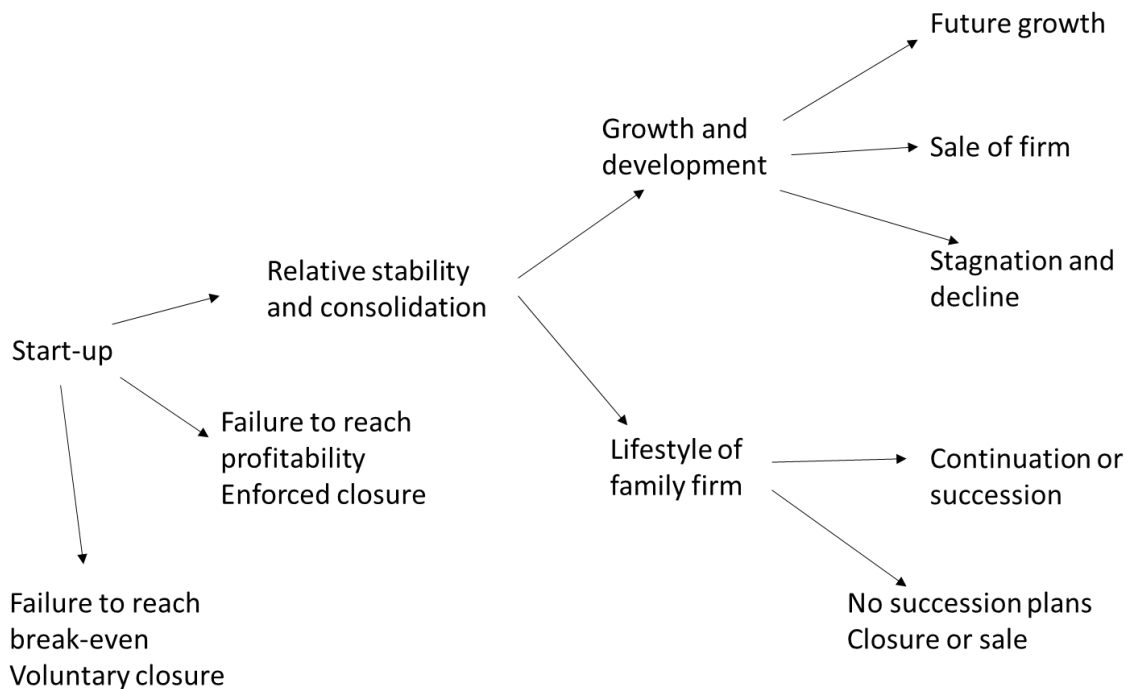 Future growth
Growth and
development
Sale of firm
Relative stability
and consolidation
Stagnation and
decline
Start-up
Failure to reach
profitability
Enforced closure
Lifestyle of
family firm
Continuation or
succession
Failure to reach
break-even
Voluntary closure
No succession plans
Closure or sale